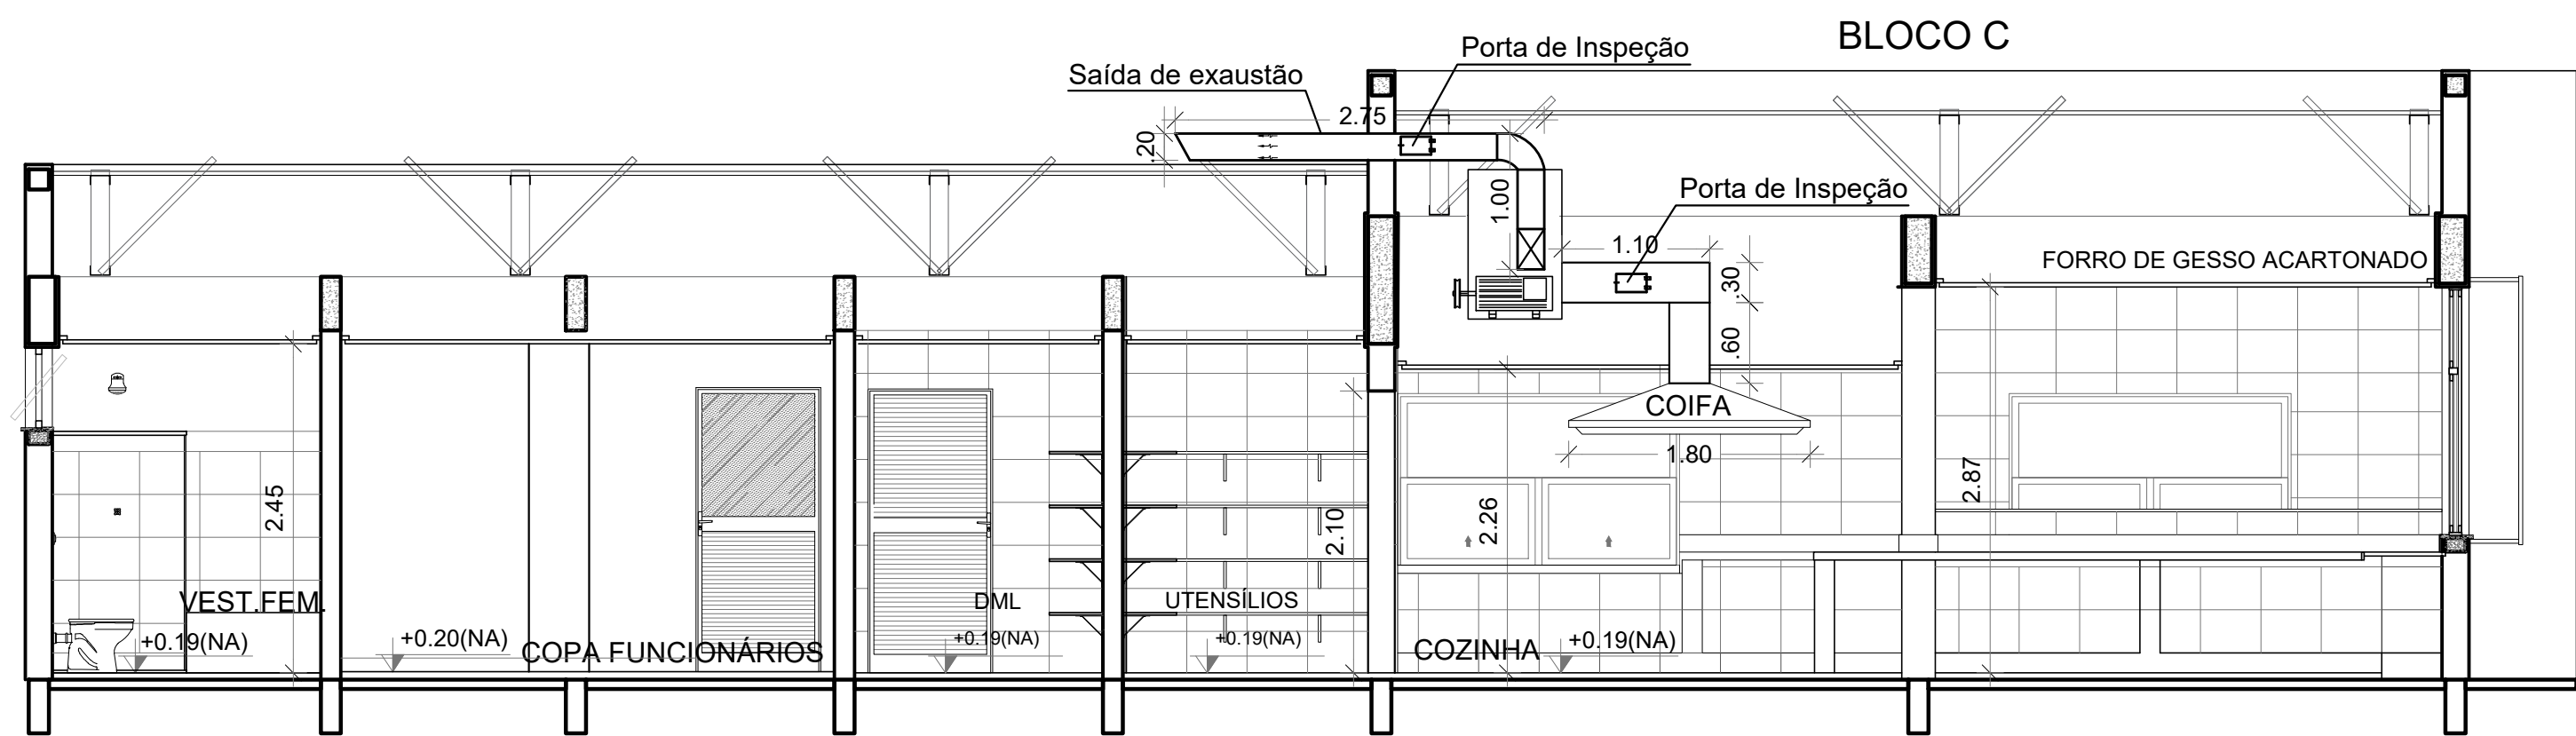 BLOCO C
Porta de Inspeção
Saída de exaustão
2.75
.20
1.00
Porta de Inspeção
1.10
.30
FORRO DE GESSO ACARTONADO
.60
COIFA
1.80
2.45
2.10
2.26
2.87
VEST.FEM.
DML
UTENSÍLIOS
+0.19(NA)
+0.20(NA)
COPA FUNCIONÁRIOS
+0.19(NA)
+0.19(NA)
COZINHA
+0.19(NA)